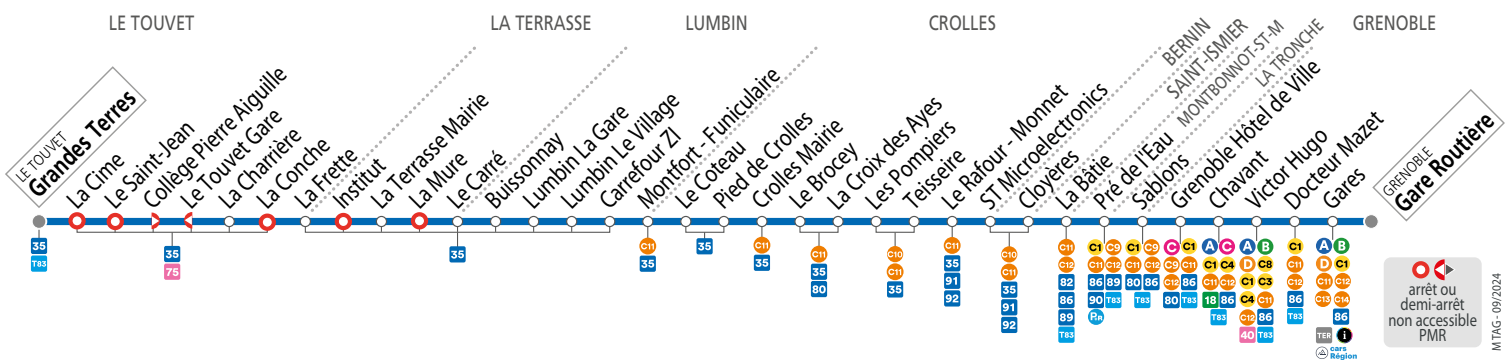 LE TOUVET
LA TERRASSE
LUMBIN
CROLLES
BERNIN
SAINT-ISMIER
MONTBONNOT-ST-M
LA TRONCHE
GRENOBLE
LE TOUVET
Grandes Terres
La Cime
Le Saint-Jean
Collège Pierre Aiguille
Le Touvet Gare
La Charrière
La Conche
La Frette
Institut
La Terrasse Mairie
La Mure
Le Carré
Buissonnay
Lumbin La Gare
Lumbin Le Village
Carrefour ZI
Montfort - Funiculaire
Le Coteau
Pied de Crolles
Crolles Mairie
Le Brocey
La Croix des Ayes
Les Pompiers
Teisseire
Le Rafour - Monnet
ST Microelectronics
Cloyères
La Bâtie
Pré de l'Eau
Sablons
Grenoble Hôtel de Ville
Chavant
Victor Hugo
Docteur Mazet
Gares
GRENOBLE
Gare Routière
35
T83
35
75
35
C11
35
35
C11
35
C11
35
80
C10
C11
35
C11
35
91
92
C10
C11
35
91
92
C11
C12
82
86
89
T83
C1 C9
C11 C12
86 89
90 T83
P+R
C1 C9
C11 C12
80 86
T83
C C1
C9 C11
C12 86
80 T83
A C
C1 C4
C11 C12
18 86
T83
A B
D C8
C1 C3
C4 C11
C12 86
40 T83
C1
C11
C12
86
T83
A B
D C1
C11 C12
C13 C14
86
TER i
cars
Région
arrêt ou
demi-arrêt
non accessible
PMR
M TAG - 09/2024